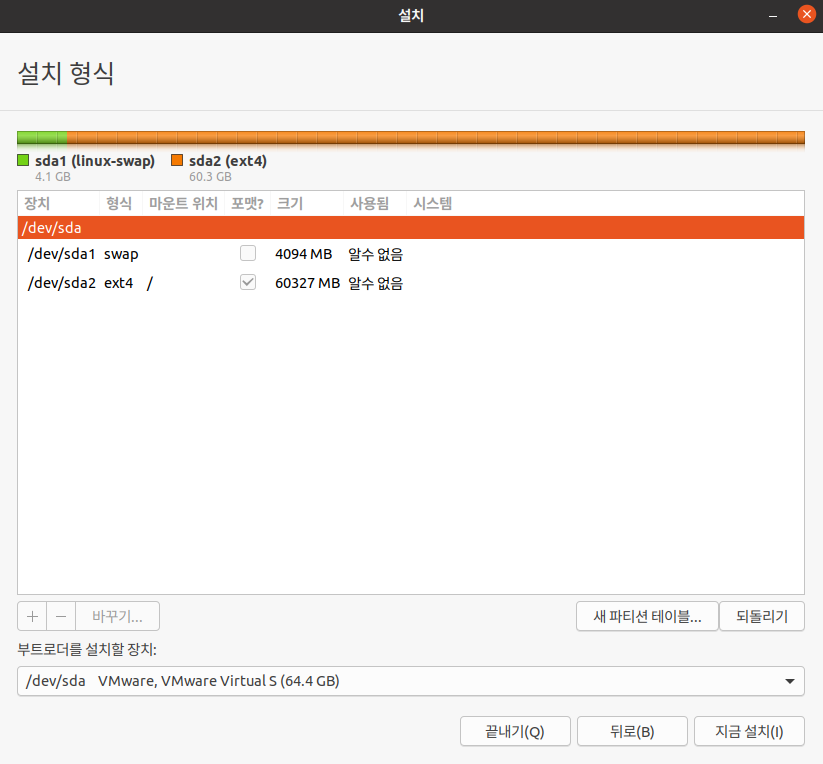 설치
설치 형식
sda1 (linux-swap) sda2 (ext4)
4.1 GB 60.3 GB
장치 형식 마운트 위치 포맷? 크기 사용됨 시스템
/dev/sda
/dev/sda1 swap 4094 MB 알수 없음
/dev/sda2 ext4 / 60327 MB 알수 없음
+ − 바꾸기... 새 파티션 테이블... 되돌리기
부트로더를 설치할 장치:
/dev/sda VMware, VMware Virtual S (64.4 GB)
끝내기(Q) 뒤로(B) 지금 설치(I)